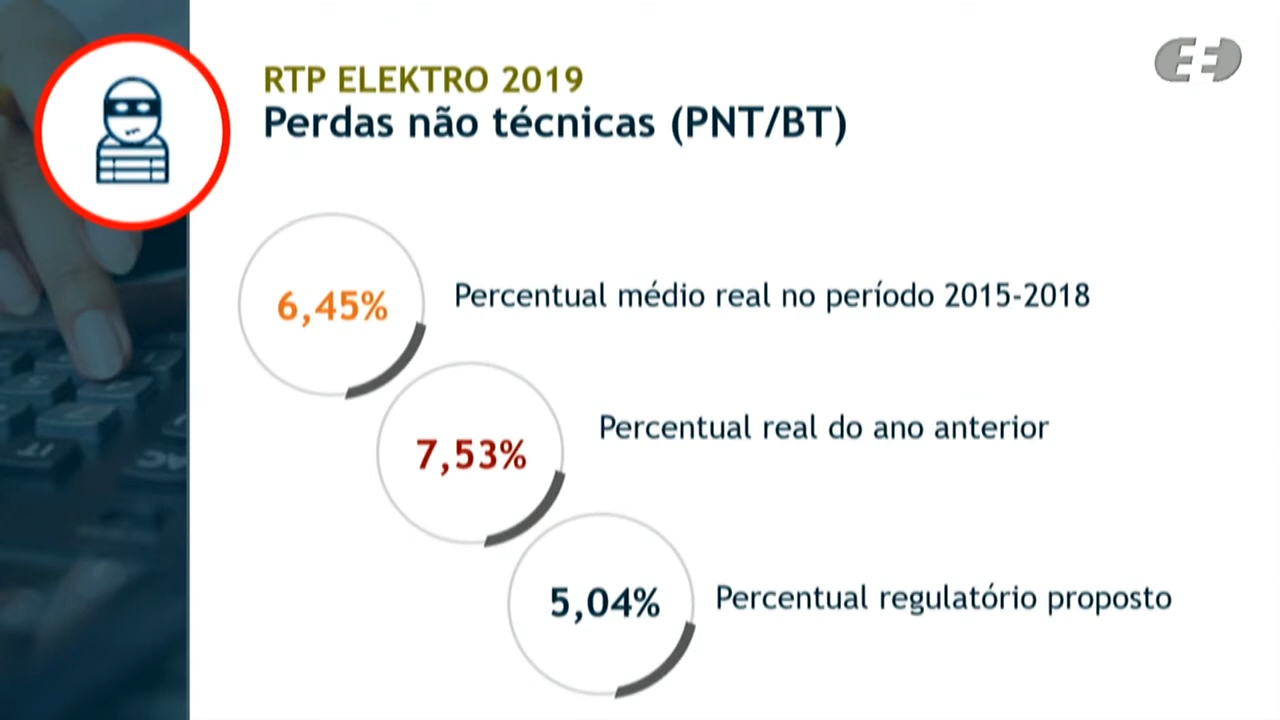 RTP ELEKTRO 2019
Perdas não técnicas (PNT/BT)
6,45%
Percentual médio real no período 2015-2018
7,53%
Percentual real do ano anterior
5,04%
Percentual regulatório proposto